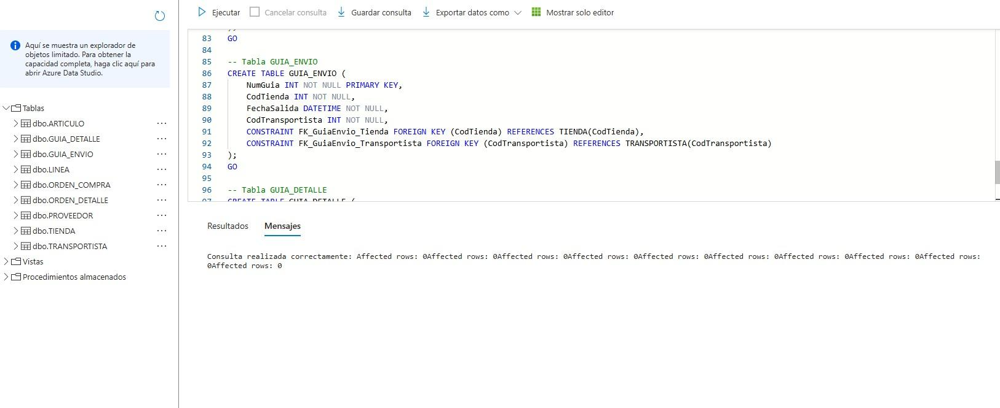 Ejecutar Cancelar consulta Guardar consulta Exportar datos como Mostrar solo editor
Aquí se muestra un explorador de
objetos limitado. Para obtener la
capacidad completa, haga clic aquí para
abrir Azure Data Studio.
Tablas
dbo.ARTICULO
dbo.GUIA_DETALLE
dbo.GUIA_ENVIO
dbo.LINEA
dbo.ORDEN_COMPRA
dbo.ORDEN_DETALLE
dbo.PROVEEDOR
dbo.TIENDA
dbo.TRANSPORTISTA
Vistas
Procedimientos almacenados
83 GO
84
85 -- Tabla GUIA_ENVIO
86 CREATE TABLE GUIA_ENVIO (
87 NumGuia INT NOT NULL PRIMARY KEY,
88 CodTienda INT NOT NULL,
89 FechaSalida DATETIME NOT NULL,
90 CodTransportista INT NOT NULL,
91 CONSTRAINT FK_GuiaEnvio_Tienda FOREIGN KEY (CodTienda) REFERENCES TIENDA(CodTienda),
92 CONSTRAINT FK_GuiaEnvio_Transportista FOREIGN KEY (CodTransportista) REFERENCES TRANSPORTISTA(CodTransportista)
93 );
94 GO
95
96 -- Tabla GUIA_DETALLE
97 CREATE TABLE GUIA_DETALLE (
Resultados Mensajes
Consulta realizada correctamente: Affected rows: 0Affected rows: 0Affected rows: 0Affected rows: 0Affected rows: 0Affected rows: 0Affected rows: 0Affected rows: 0Affected rows:
0Affected rows: 0